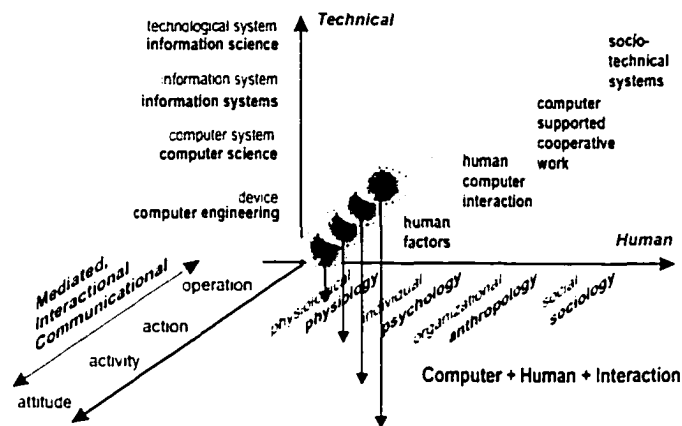 Technical
technological system
information science
information system
information systems
computer system
computer science
device
computer engineering
socio-
technical
systems
computer
supported
cooperative
work
human
computer
interaction
human
factors
Human
Mediated,
Interactional
Communicational
operation
action
activity
attitude
physiological
physiology
individual
psychology
organizational
anthropology
social
sociology
Computer + Human + Interaction